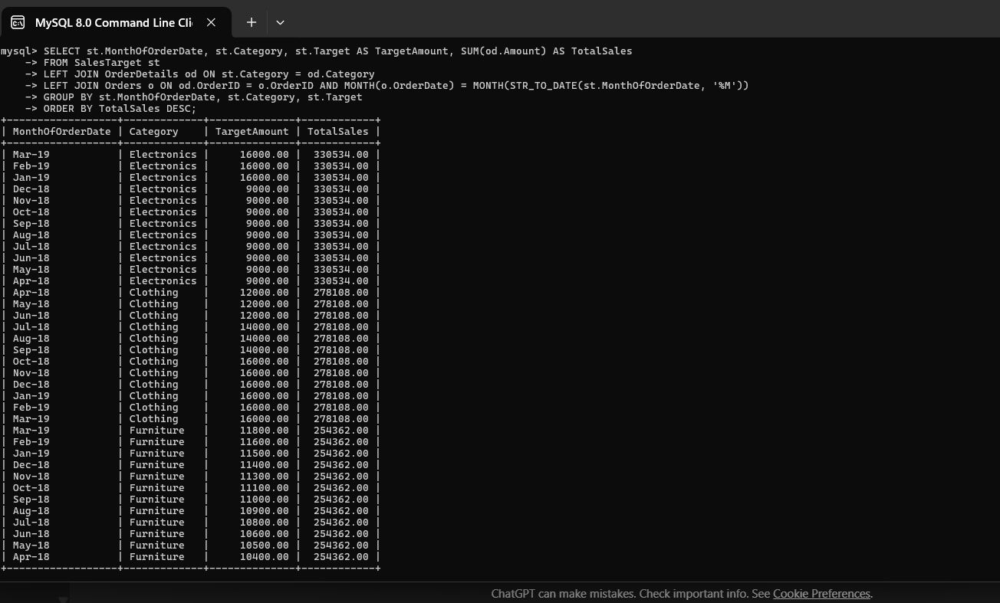 MySQL 8.0 Command Line Cli
mysql> SELECT st.MonthOfOrderDate, st.Category, st.Target AS TargetAmount, SUM(od.Amount) AS TotalSales
    -> FROM SalesTarget st
    -> LEFT JOIN OrderDetails od ON st.Category = od.Category
    -> LEFT JOIN Orders o ON od.OrderID = o.OrderID AND MONTH(o.OrderDate) = MONTH(STR_TO_DATE(st.MonthOfOrderDate, '%M'))
    -> GROUP BY st.MonthOfOrderDate, st.Category, st.Target
    -> ORDER BY TotalSales DESC;
+------------------+-------------+--------------+------------+
| MonthOfOrderDate | Category    | TargetAmount | TotalSales |
+------------------+-------------+--------------+------------+
| Mar-19           | Electronics |     16000.00 |  330534.00 |
| Feb-19           | Electronics |     16000.00 |  330534.00 |
| Jan-19           | Electronics |     16000.00 |  330534.00 |
| Dec-18           | Electronics |      9000.00 |  330534.00 |
| Nov-18           | Electronics |      9000.00 |  330534.00 |
| Oct-18           | Electronics |      9000.00 |  330534.00 |
| Sep-18           | Electronics |      9000.00 |  330534.00 |
| Aug-18           | Electronics |      9000.00 |  330534.00 |
| Jul-18           | Electronics |      9000.00 |  330534.00 |
| Jun-18           | Electronics |      9000.00 |  330534.00 |
| May-18           | Electronics |      9000.00 |  330534.00 |
| Apr-18           | Electronics |      9000.00 |  330534.00 |
| Apr-18           | Clothing    |     12000.00 |  278108.00 |
| May-18           | Clothing    |     12000.00 |  278108.00 |
| Jun-18           | Clothing    |     12000.00 |  278108.00 |
| Jul-18           | Clothing    |     14000.00 |  278108.00 |
| Aug-18           | Clothing    |     14000.00 |  278108.00 |
| Sep-18           | Clothing    |     14000.00 |  278108.00 |
| Oct-18           | Clothing    |     16000.00 |  278108.00 |
| Nov-18           | Clothing    |     16000.00 |  278108.00 |
| Dec-18           | Clothing    |     16000.00 |  278108.00 |
| Jan-19           | Clothing    |     16000.00 |  278108.00 |
| Feb-19           | Clothing    |     16000.00 |  278108.00 |
| Mar-19           | Clothing    |     16000.00 |  278108.00 |
| Mar-19           | Furniture   |     11800.00 |  254362.00 |
| Feb-19           | Furniture   |     11600.00 |  254362.00 |
| Jan-19           | Furniture   |     11500.00 |  254362.00 |
| Dec-18           | Furniture   |     11400.00 |  254362.00 |
| Nov-18           | Furniture   |     11300.00 |  254362.00 |
| Oct-18           | Furniture   |     11100.00 |  254362.00 |
| Sep-18           | Furniture   |     11000.00 |  254362.00 |
| Aug-18           | Furniture   |     10900.00 |  254362.00 |
| Jul-18           | Furniture   |     10800.00 |  254362.00 |
| Jun-18           | Furniture   |     10600.00 |  254362.00 |
| May-18           | Furniture   |     10500.00 |  254362.00 |
| Apr-18           | Furniture   |     10400.00 |  254362.00 |
+------------------+-------------+--------------+------------+
ChatGPT can make mistakes. Check important info. See Cookie Preferences.